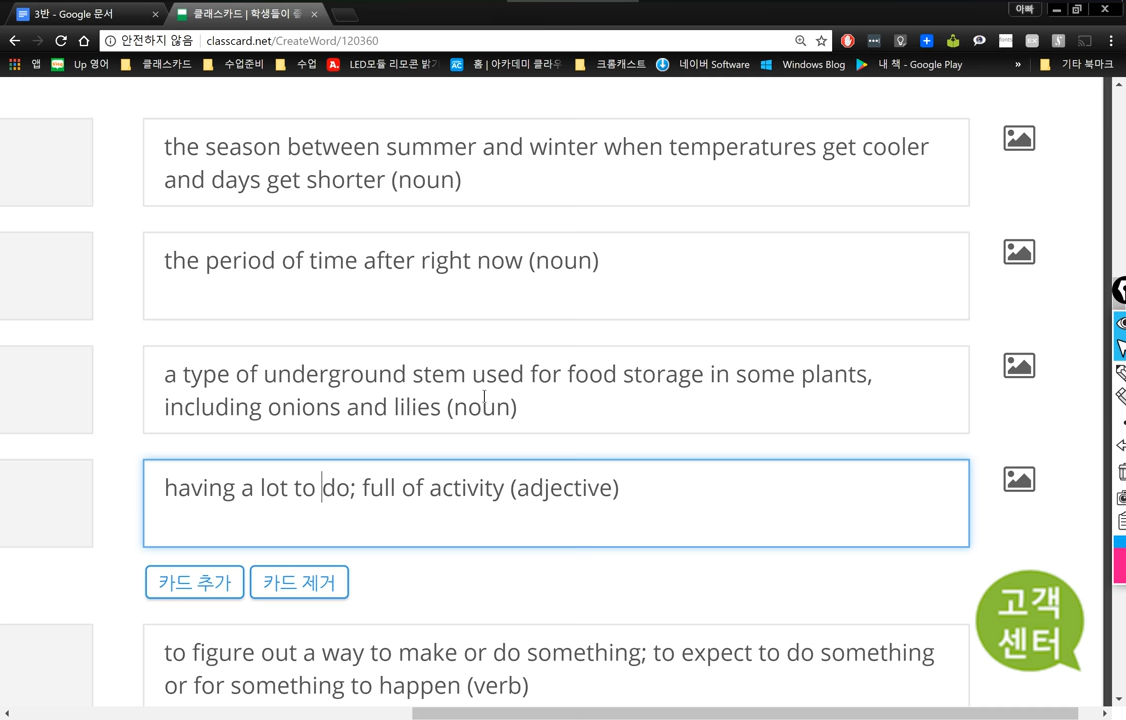 3반 - Google 문서
클래스카드 | 학생들이 좋
아빠
안전하지 않음
classcard.net/CreateWord/120360
앱
Up 영어
클래스카드
수업준비
수업
LED모듈 리모콘 밝기
홈 | 아카데미 클라우
크롬캐스트
네이버 Software
Windows Blog
내 책 - Google Play
»
기타 북마크
the season between summer and winter when temperatures get cooler
and days get shorter (noun)
the period of time after right now (noun)
a type of underground stem used for food storage in some plants,
including onions and lilies (noun)
having a lot to do; full of activity (adjective)
카드 추가
카드 제거
고객
센터
to figure out a way to make or do something; to expect to do something
or for something to happen (verb)